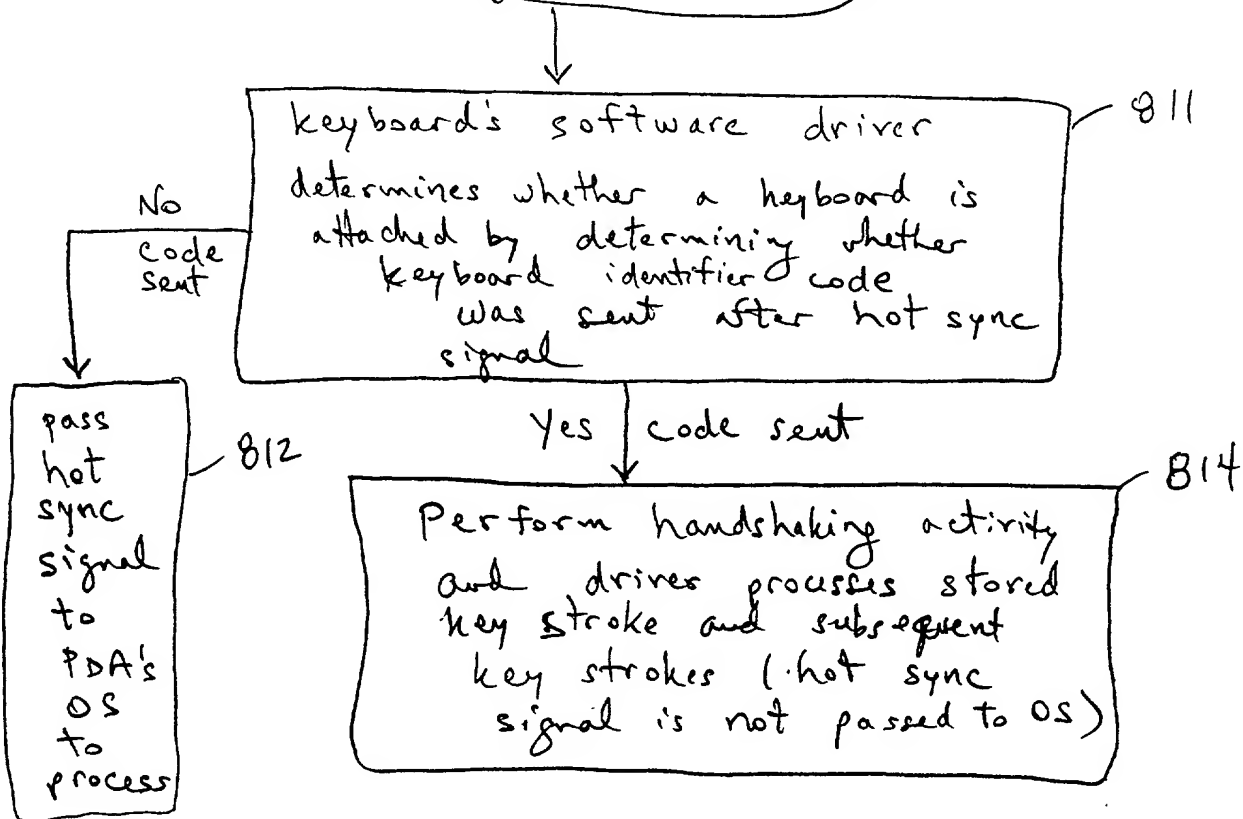 keyboard's software driver
determines whether a keyboard is
attached by determining whether
keyboard identifier code
was sent after hot sync
signal
811
No
code
sent
Yes code sent
pass
hot
sync
signal
to
PDA's
OS
to
process
812
814
Perform handshaking activity
and driver processes stored
key stroke and subsequent
key strokes (hot sync
signal is not passed to OS)